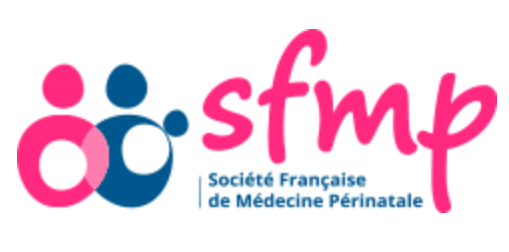 sfmp
Société Française
de Médecine Périnatale